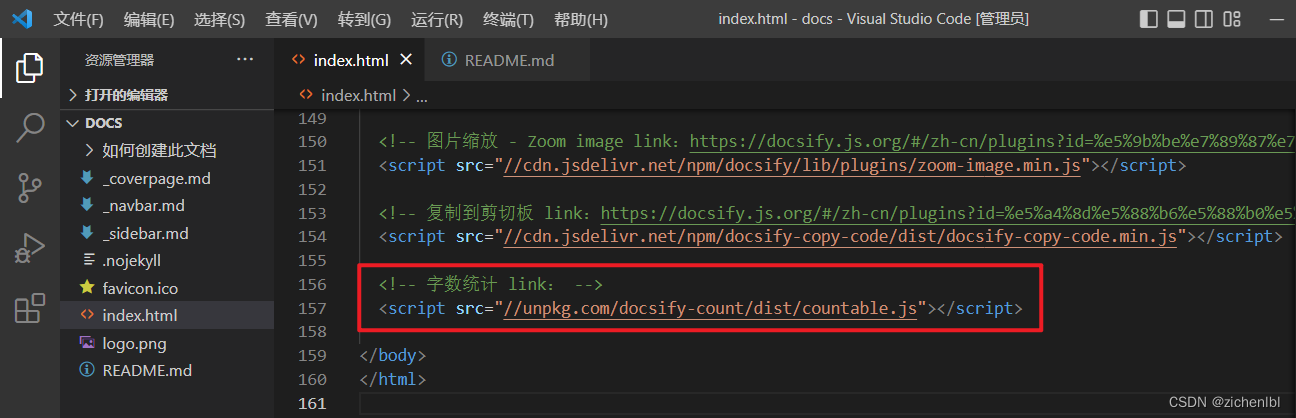 文件(F) 编辑(E) 选择(S) 查看(V) 转到(G) 运行(R) 终端(T) 帮助(H) index.html - docs - Visual Studio Code [管理员]
资源管理器 ···
index.html
README.md
打开的编辑器
index.html > ...
DOCS
如何创建此文档
_coverpage.md
_navbar.md
_sidebar.md
.nojekyll
favicon.ico
index.html
logo.png
README.md
149
150 <!-- 图片缩放 - Zoom image link：https://docsify.js.org/#/zh-cn/plugins?id=%e5%9b%be%e7%89%87%e7
151 <script src="//cdn.jsdelivr.net/npm/docsify/lib/plugins/zoom-image.min.js"></script>
152
153 <!-- 复制到剪切板 link：https://docsify.js.org/#/zh-cn/plugins?id=%e5%a4%8d%e5%88%b6%e5%88%b0%e5
154 <script src="//cdn.jsdelivr.net/npm/docsify-copy-code/dist/docsify-copy-code.min.js"></script>
155
156 <!-- 字数统计 link： -->
157 <script src="//unpkg.com/docsify-count/dist/countable.js"></script>
158
159 </body>
160 </html>
161
CSDN @zichenlbl